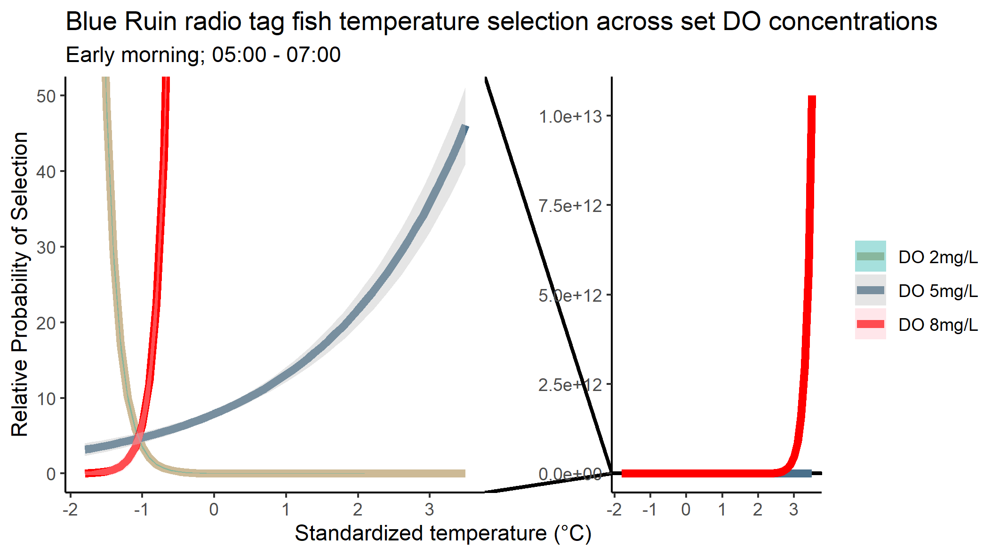 Blue Ruin radio tag fish temperature selection across set DO concentrations
Early morning; 05:00 - 07:00
Relative Probability of Selection
50
40
30
20
10
0
-2 -1 0 1 2 3
1.0e+13
7.5e+12
5.0e+12
2.5e+12
0.0e+00
-2 -1 0 1 2 3
Standardized temperature (°C)
DO 2mg/L
DO 5mg/L
DO 8mg/L